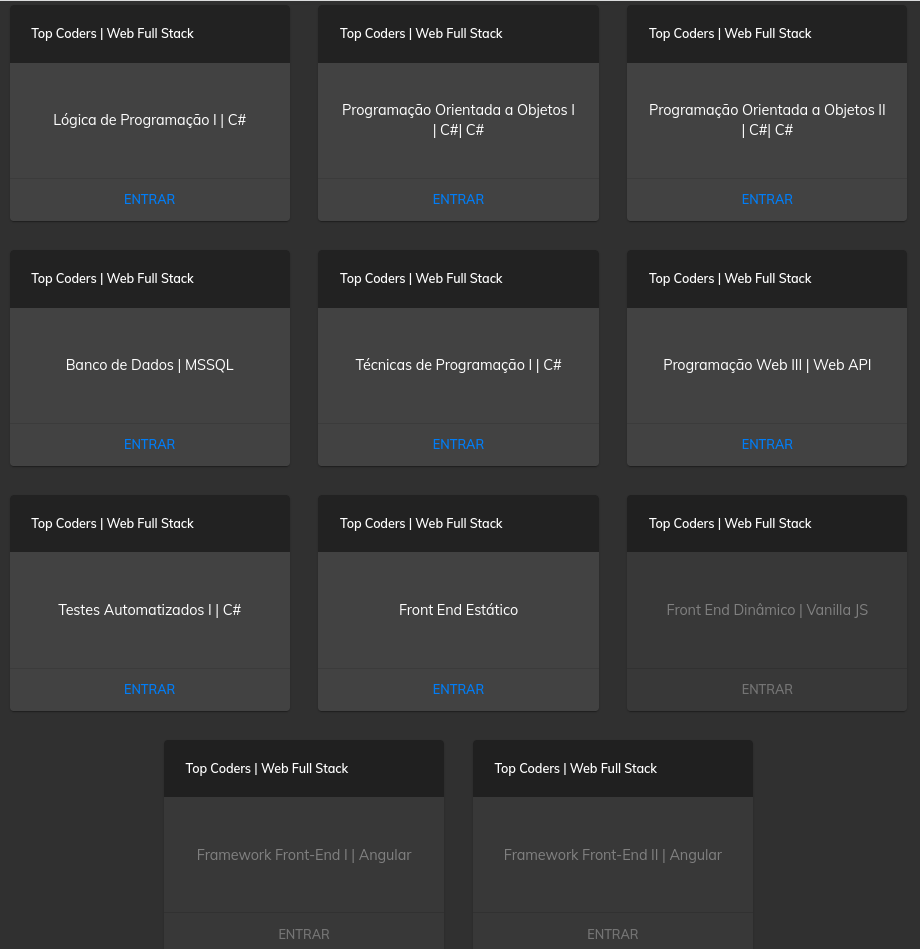 Top Coders | Web Full Stack
Lógica de Programação I | C#
ENTRAR
Top Coders | Web Full Stack
Programação Orientada a Objetos I
| C#| C#
ENTRAR
Top Coders | Web Full Stack
Programação Orientada a Objetos II
| C#| C#
ENTRAR
Top Coders | Web Full Stack
Banco de Dados | MSSQL
ENTRAR
Top Coders | Web Full Stack
Técnicas de Programação I | C#
ENTRAR
Top Coders | Web Full Stack
Programação Web III | Web API
ENTRAR
Top Coders | Web Full Stack
Testes Automatizados I | C#
ENTRAR
Top Coders | Web Full Stack
Front End Estático
ENTRAR
Top Coders | Web Full Stack
Front End Dinâmico | Vanilla JS
ENTRAR
Top Coders | Web Full Stack
Framework Front-End I | Angular
ENTRAR
Top Coders | Web Full Stack
Framework Front-End II | Angular
ENTRAR